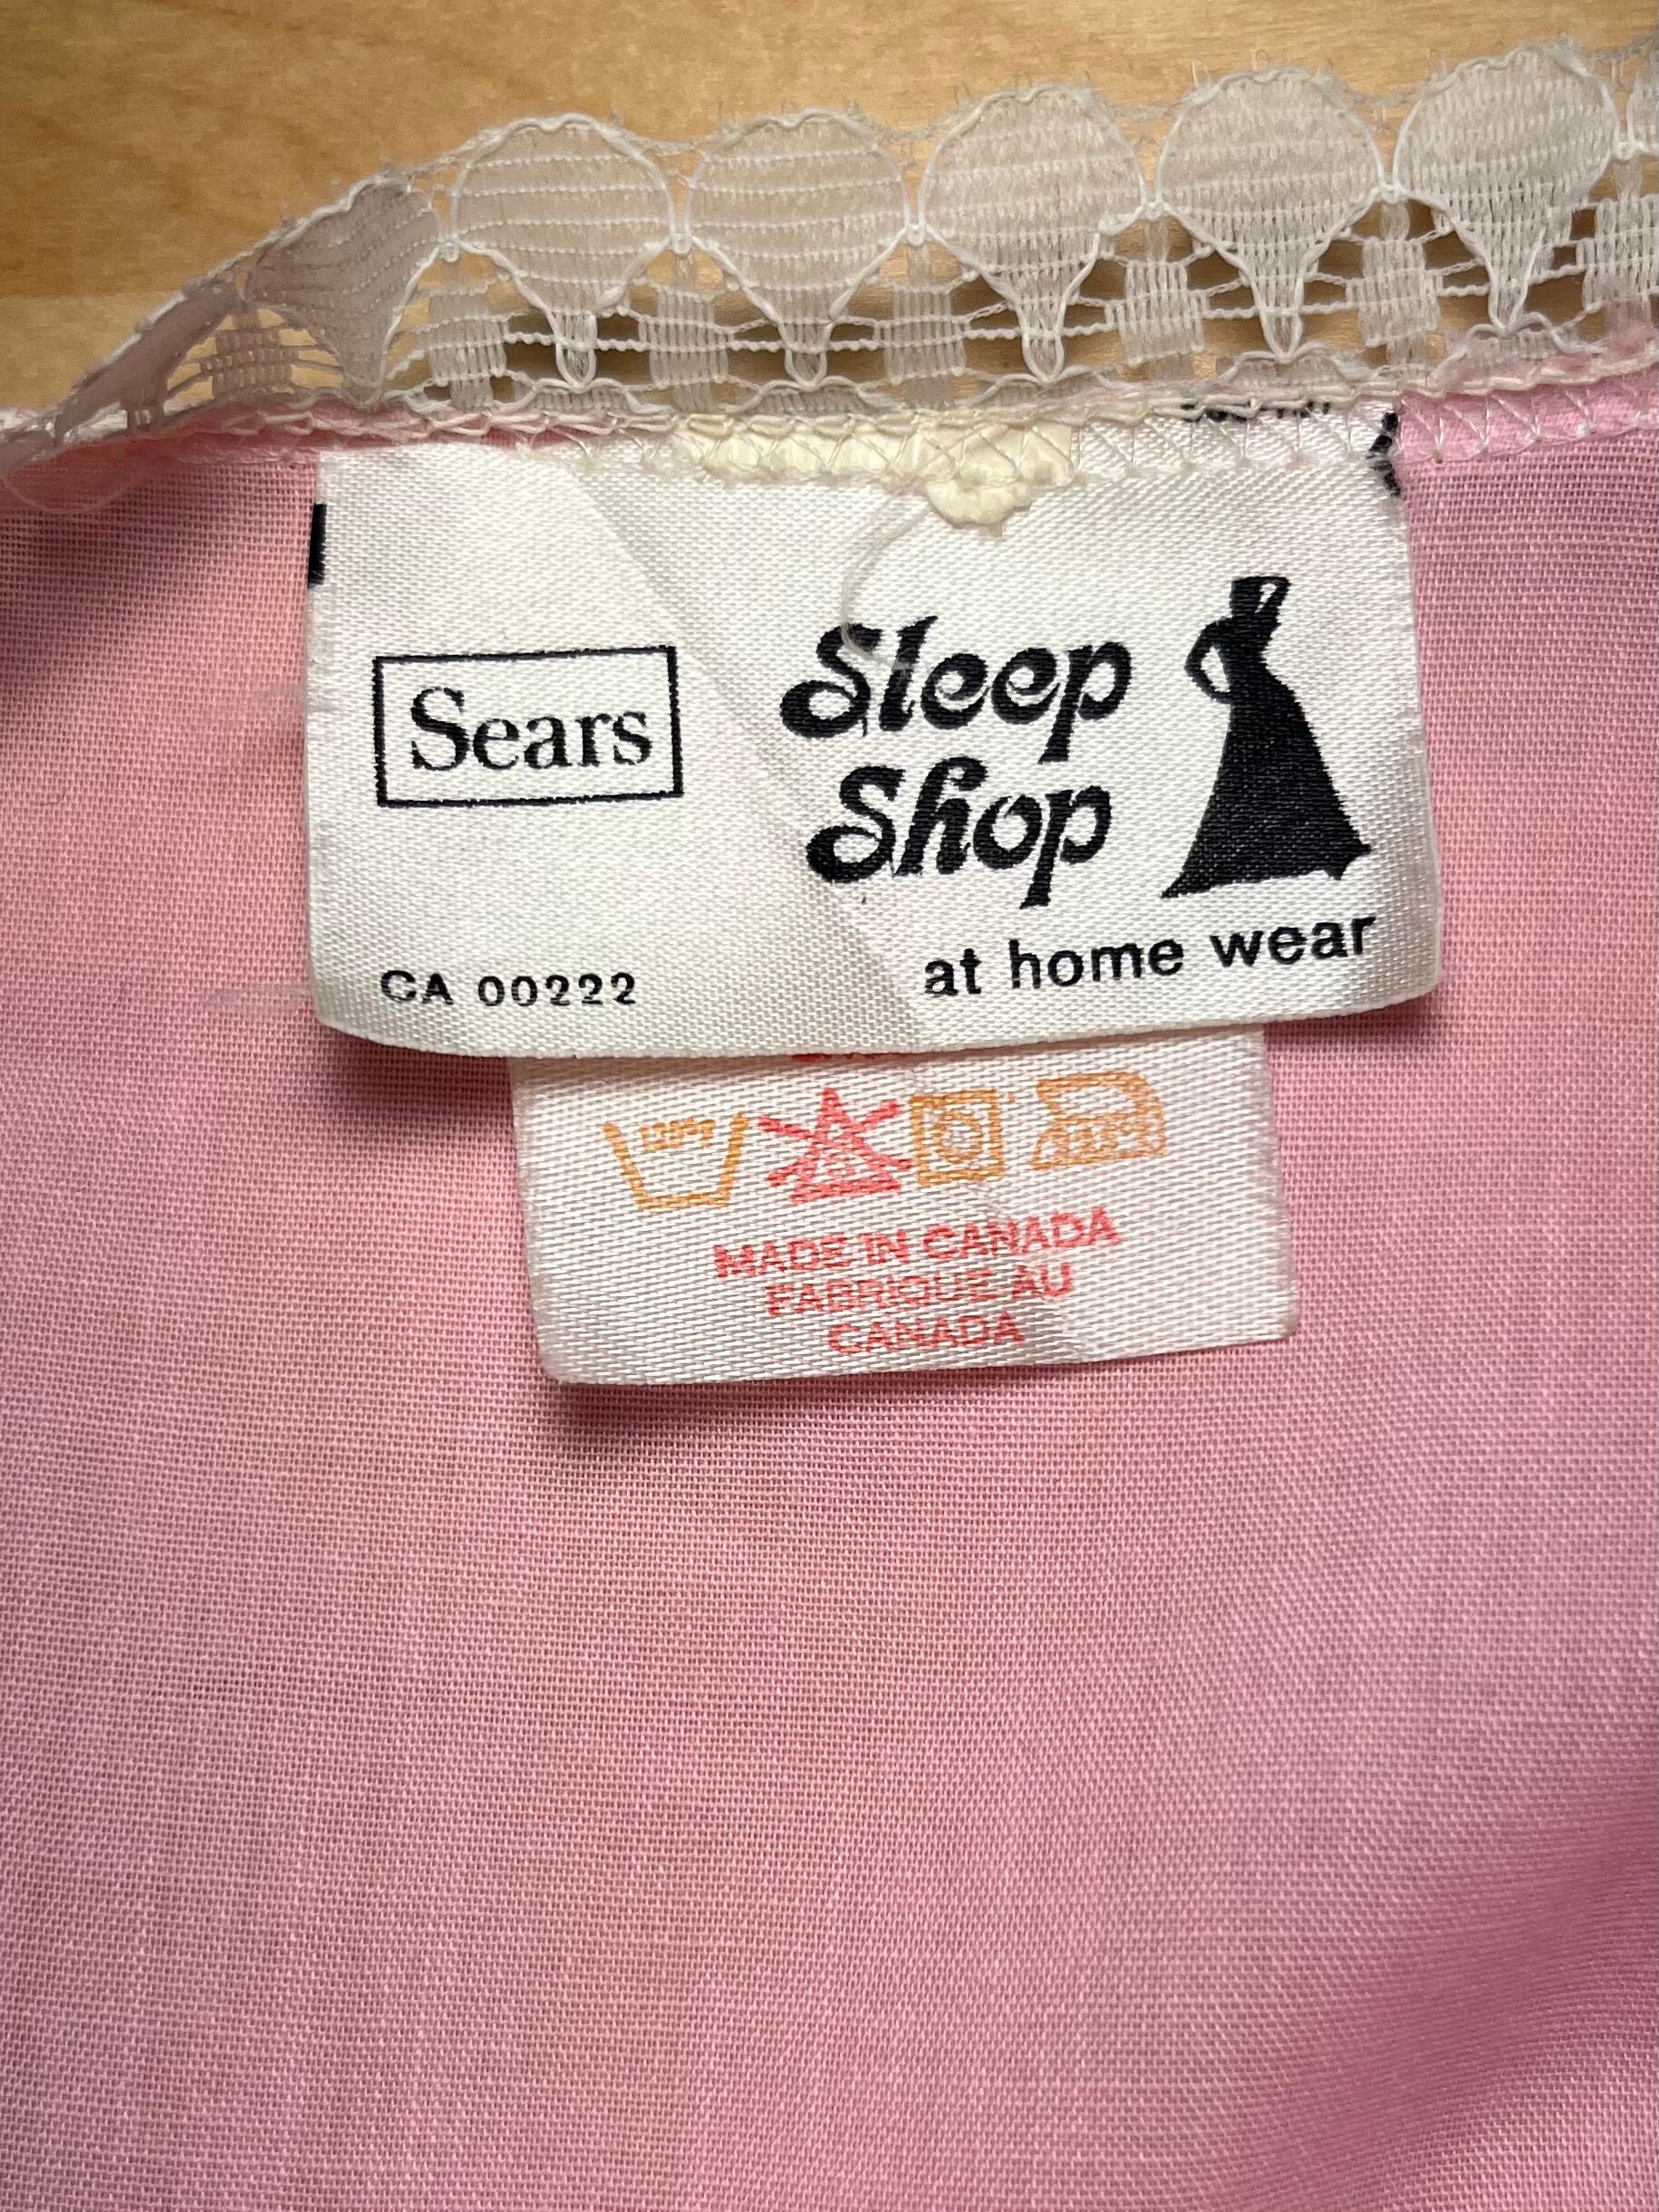 Sears
Sleep
Shop
at home wear
CA 00222
MADE IN CANADA
FABRIQUE AU
CANADA